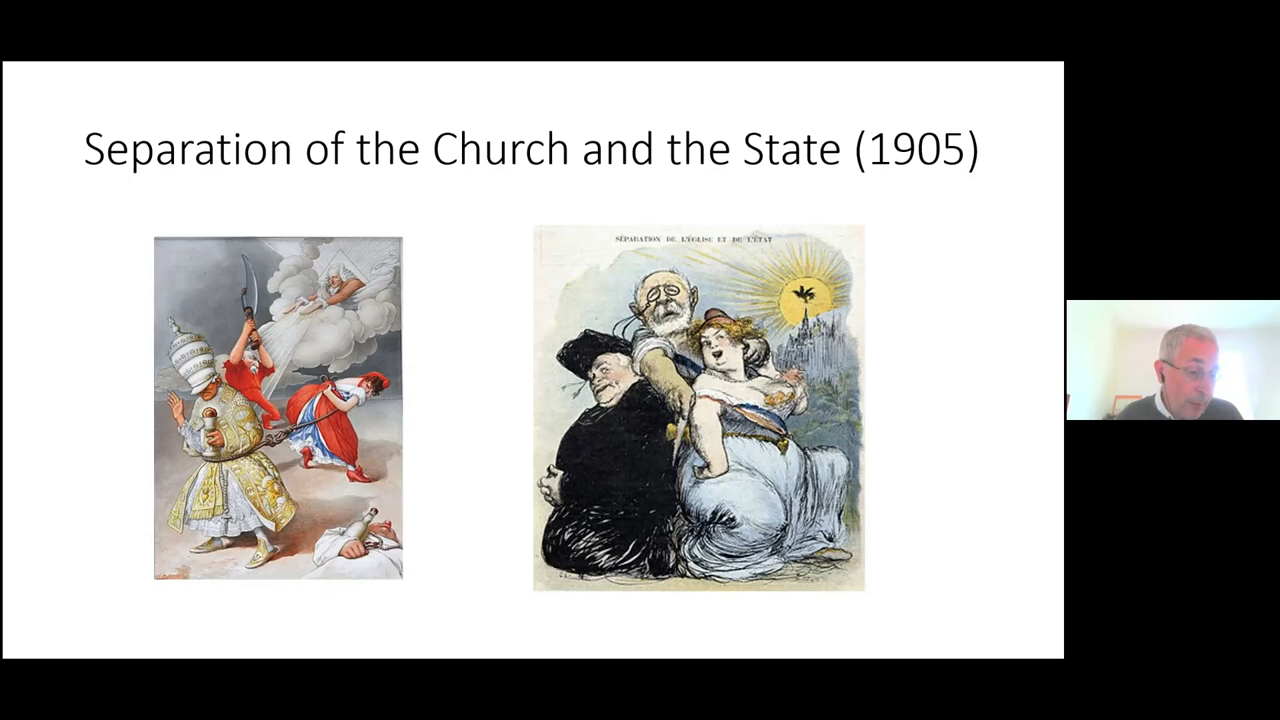 Separation of the Church and the State (1905)
SÉPARATION DE L'ÉGLISE ET DE L'ÉTAT